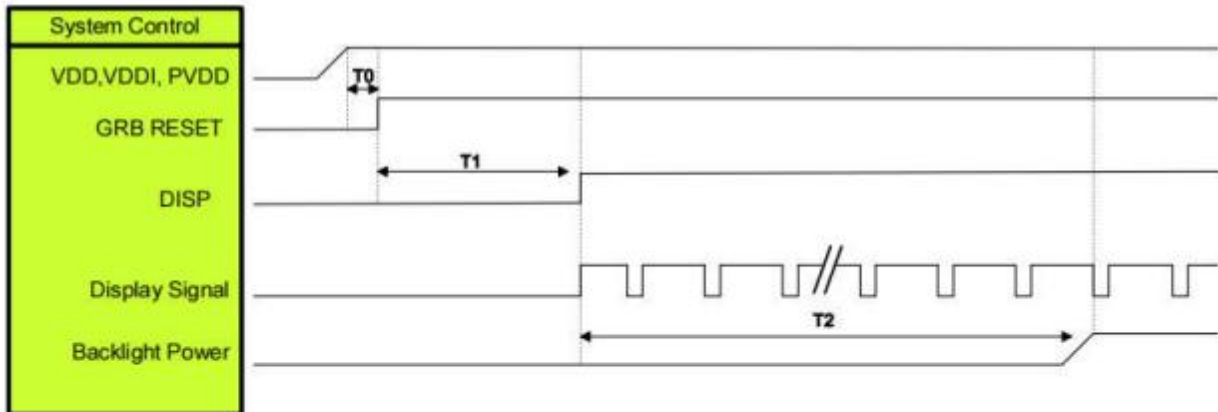 System Control
VDD,VDDI, PVDD
T0
GRB RESET
T1
DISP
Display Signal
T2
Backlight Power